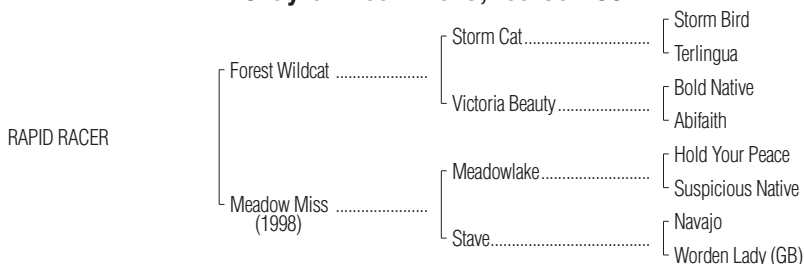 Storm Bird
Storm Cat
Terlingua
Forest Wildcat
Bold Native
Victoria Beauty
Abifaith
RAPID RACER
Hold Your Peace
Meadowlake
Suspicious Native
Meadow Miss
(1998)
Navajo
Stave
Worden Lady (GB)